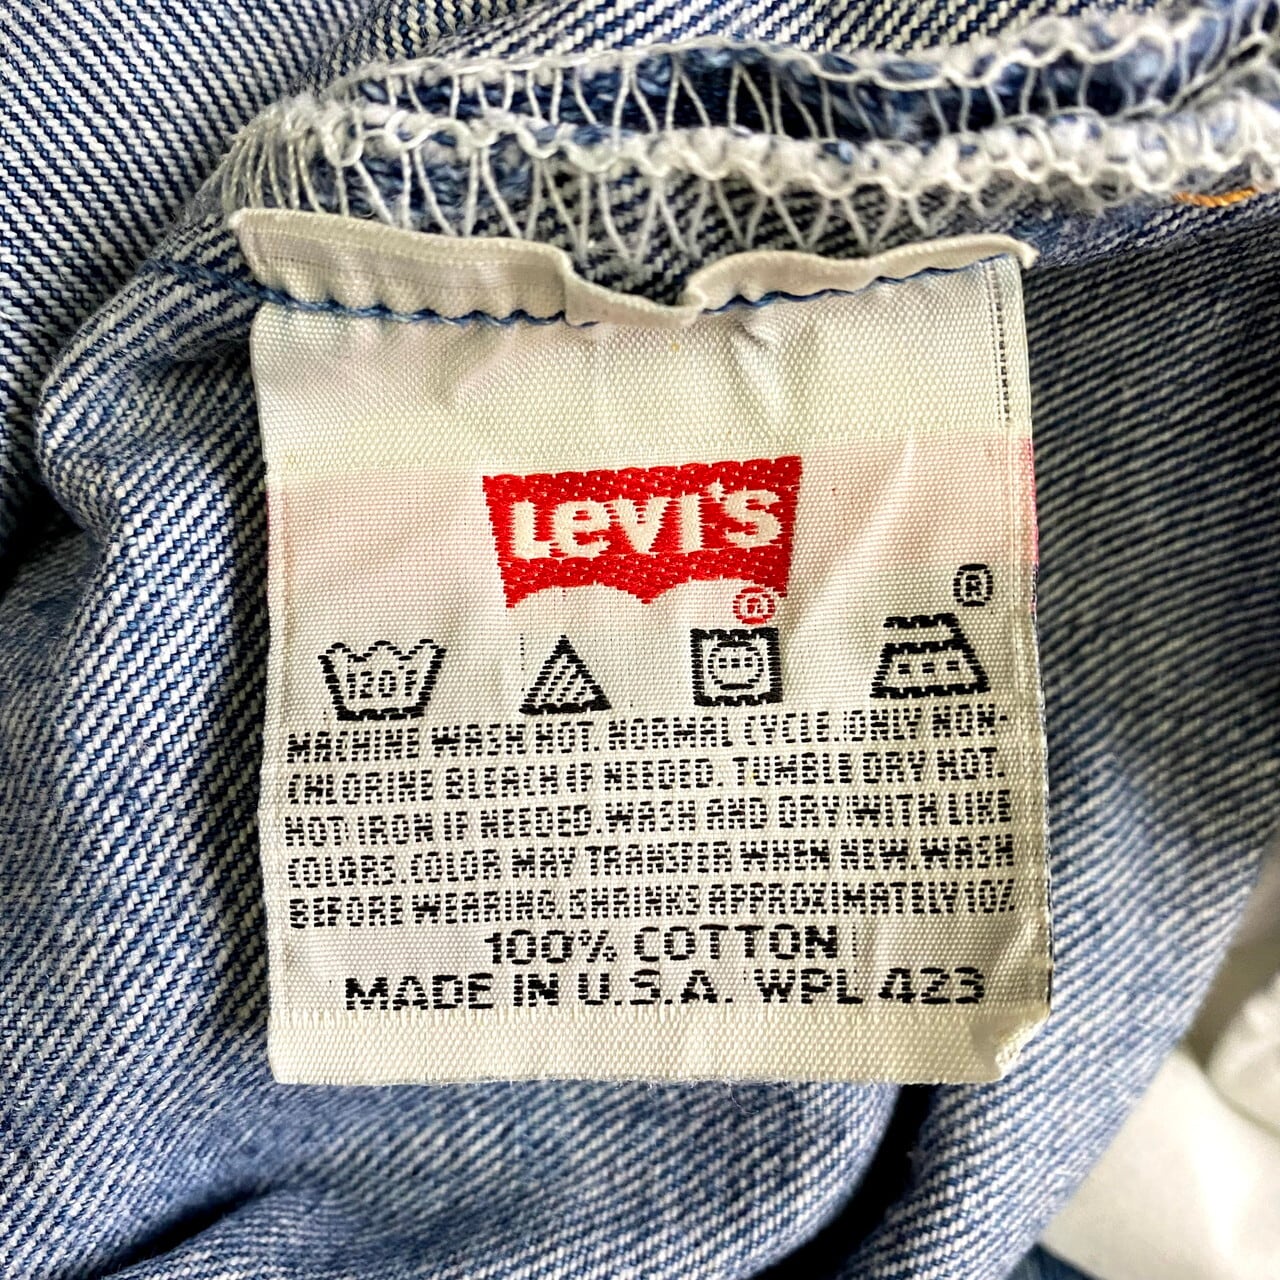 Levi's
®
®
120F
MACHINE WASH HOT. NORMAL CYCLE. ONLY NON-
CHLORINE BLEACH IF NEEDED. TUMBLE DRY HOT.
HOT IRON IF NEEDED. WASH AND DRY WITH LIKE
COLORS. COLOR MAY TRANSFER WHEN NEW. WASH
BEFORE WEARING. SHRINKS APPROXIMATELY 10%
100% COTTON
MADE IN U.S.A. WPL 423